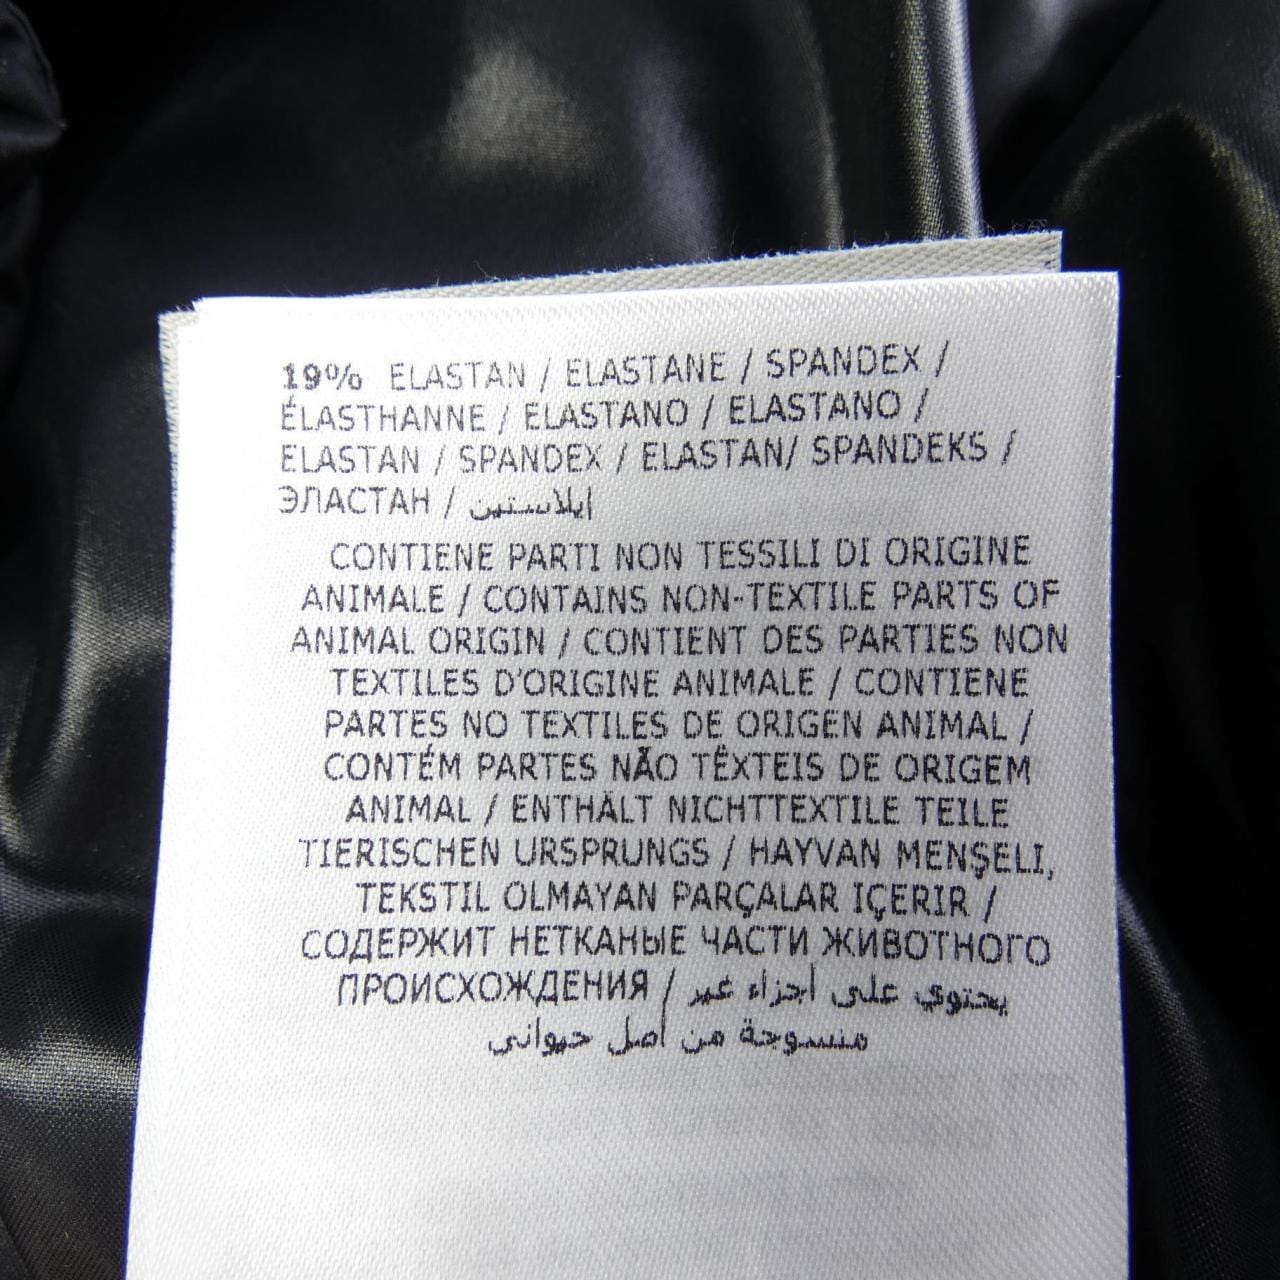 19% ELASTAN / ELASTANE / SPANDEX /
ÉLASTHANNE / ELASTANO / ELASTANO /
ELASTAN / SPANDEX / ELASTAN/ SPANDEKS /
ЭЛАСТАН / ايلاستين
CONTIENE PARTI NON TESSILI DI ORIGINE
ANIMALE / CONTAINS NON-TEXTILE PARTS OF
ANIMAL ORIGIN / CONTIENT DES PARTIES NON
TEXTILES D'ORIGINE ANIMALE / CONTIENE
PARTES NO TEXTILES DE ORIGEN ANIMAL /
CONTÉM PARTES NÃO TÊXTEIS DE ORIGEM
ANIMAL / ENTHÄLT NICHTTEXTILE TEILE
TIERISCHEN URSPRUNGS / HAYVAN MENŞELI,
TEKSTIL OLMAYAN PARÇALAR IÇERIR /
СОДЕРЖИТ НЕТКАНЫЕ ЧАСТИ ЖИВОТНОГО
ПРОИСХОЖДЕНИЯ / يحتوي على أجزاء غير
منسوجة من أصل حيواني